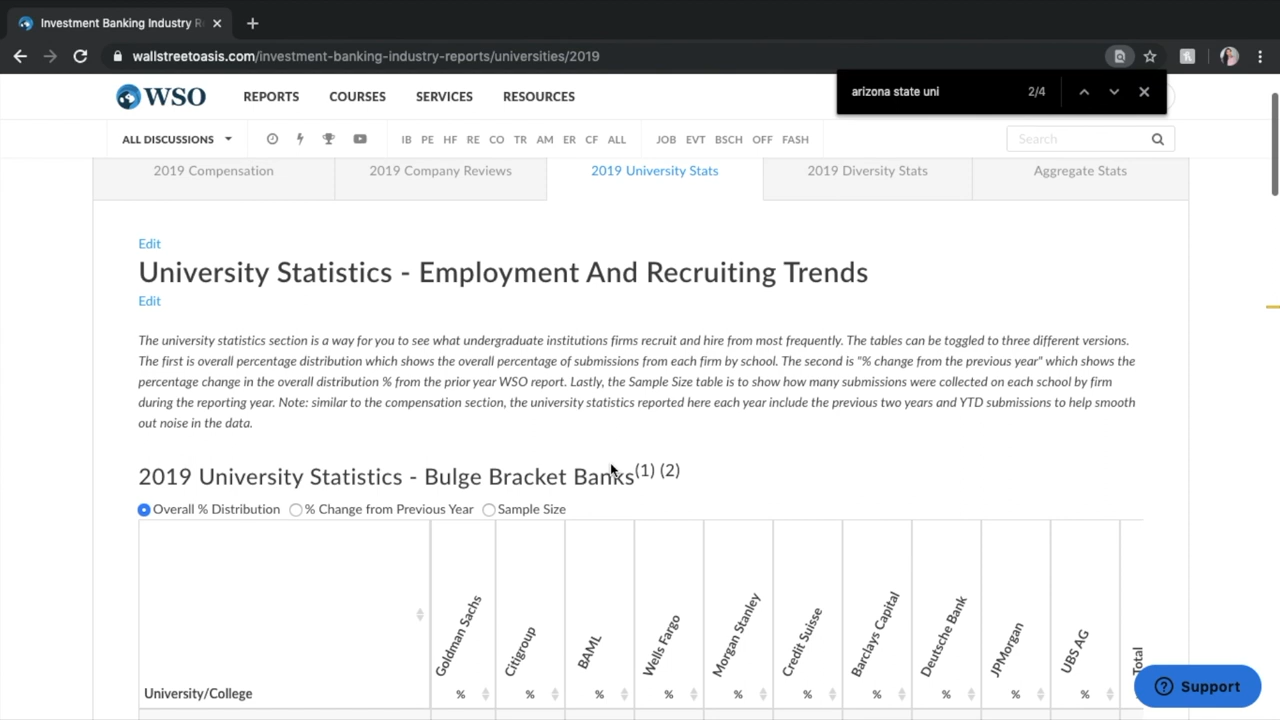 Investment Banking Industry R
wallstreetoasis.com/investment-banking-industry-reports/universities/2019
arizona state uni 2/4
WSO REPORTS COURSES SERVICES RESOURCES
ALL DISCUSSIONS IB PE HF RE CO TR AM ER CF ALL JOB EVT BSCH OFF FASH Search
2019 Compensation 2019 Company Reviews 2019 University Stats 2019 Diversity Stats Aggregate Stats
Edit
University Statistics - Employment And Recruiting Trends
Edit
The university statistics section is a way for you to see what undergraduate institutions firms recruit and hire from most frequently. The tables can be toggled to three different versions.
The first is overall percentage distribution which shows the overall percentage of submissions from each firm by school. The second is "% change from the previous year" which shows the
percentage change in the overall distribution % from the prior year WSO report. Lastly, the Sample Size table is to show how many submissions were collected on each school by firm
during the reporting year. Note: similar to the compensation section, the university statistics reported here each year include the previous two years and YTD submissions to help smooth
out noise in the data.
2019 University Statistics - Bulge Bracket Banks(1) (2)
Overall % Distribution % Change from Previous Year Sample Size
Goldman Sachs Citigroup BAML Wells Fargo Morgan Stanley Credit Suisse Barclays Capital Deutsche Bank JPMorgan UBS AG Total
University/College % % % % % % % % % %
Support